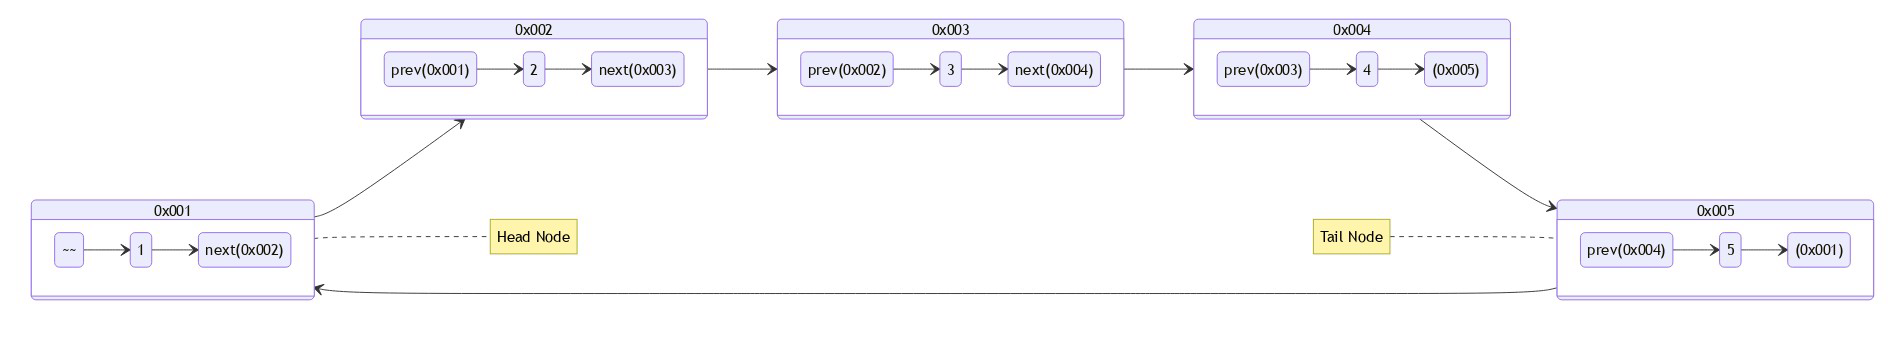 0x002
prev(0x001) 2 next(0x003)
0x003
prev(0x002) 3 next(0x004)
0x004
prev(0x003) 4 (0x005)
0x001
~~ 1 next(0x002)
Head Node
Tail Node
0x005
prev(0x004) 5 (0x001)